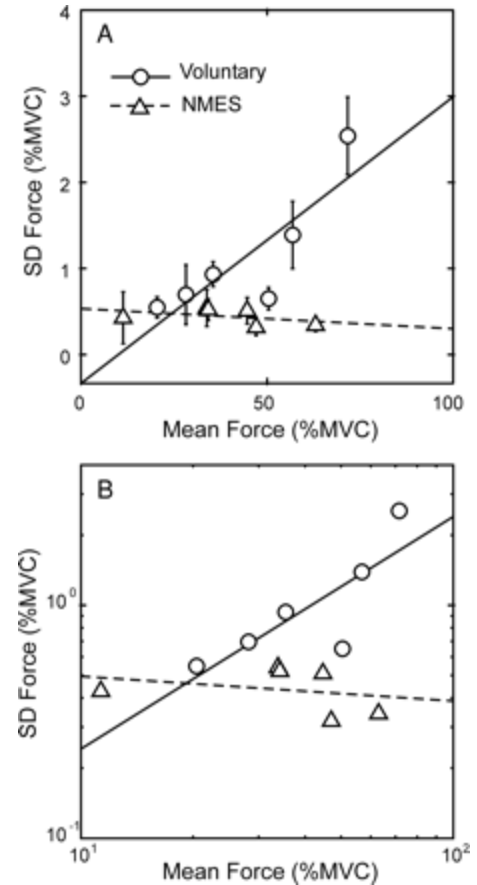 A
Voluntary
NMES
4
3
2
1
0
SD Force (%MVC)
0 50 100
Mean Force (%MVC)
B
10⁰
10⁻¹
SD Force (%MVC)
10¹ 10²
Mean Force (%MVC)